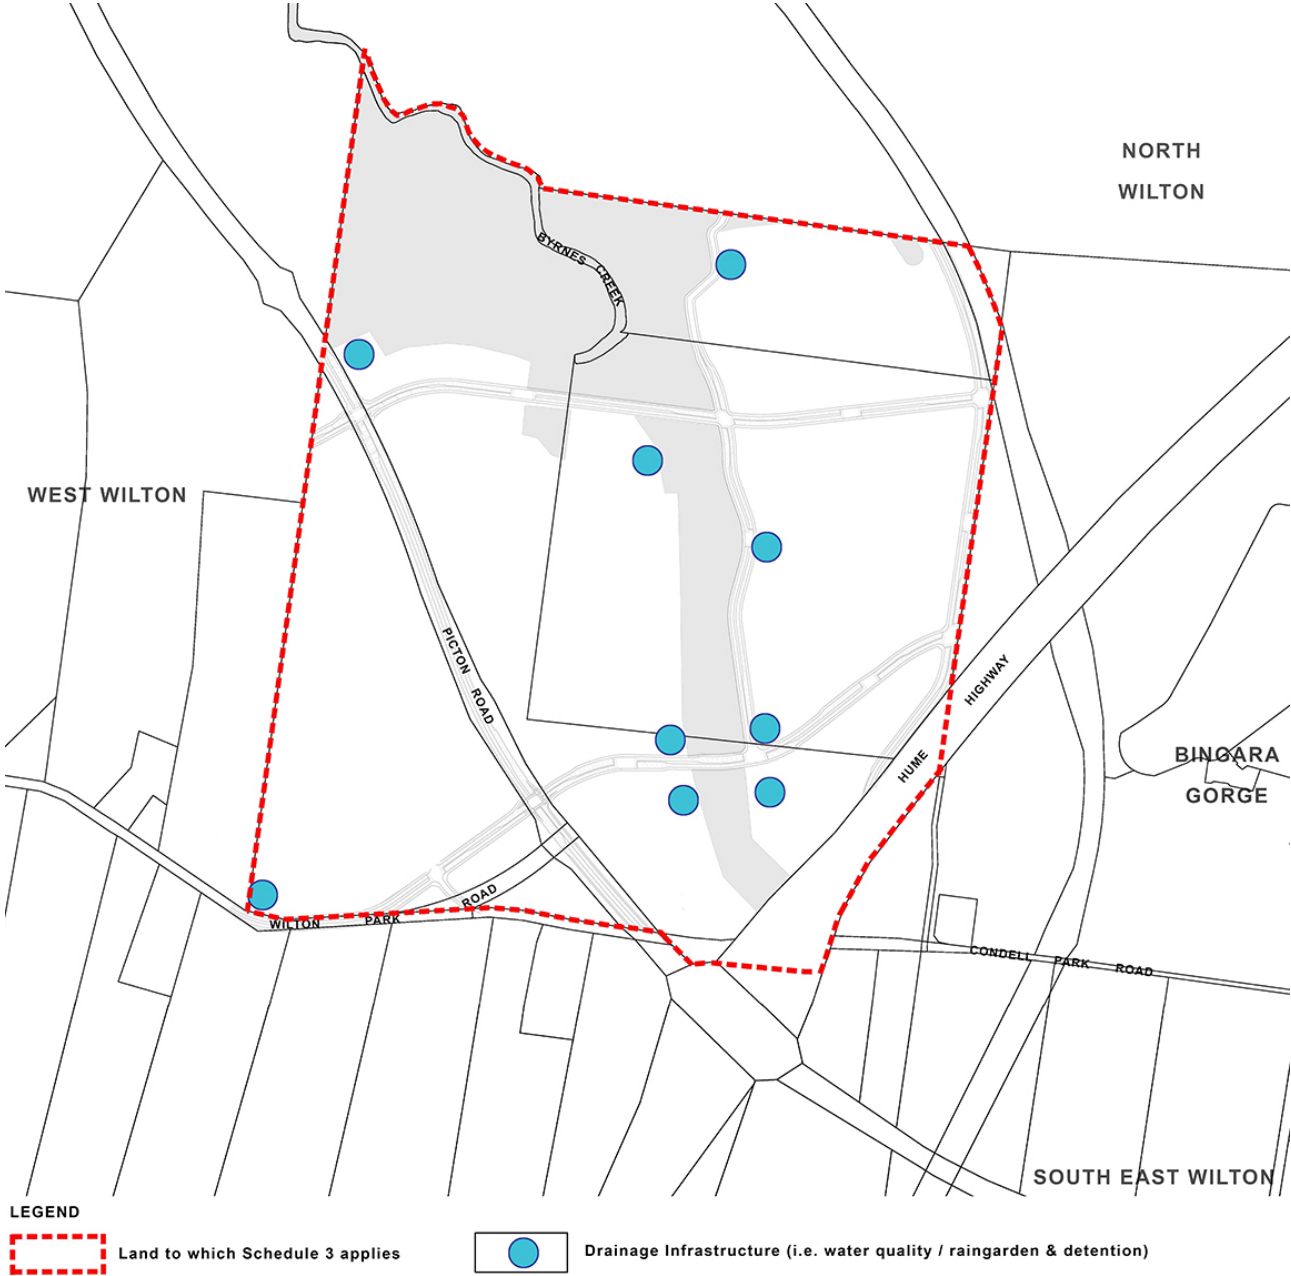 NORTH
WILTON
BYRNES CREEK
WEST WILTON
PICTON ROAD
HUME HIGHWAY
BINGARA
GORGE
WILTON PARK ROAD
CONDELL PARK ROAD
SOUTH EAST WILTON
LEGEND
Land to which Schedule 3 applies
Drainage Infrastructure (i.e. water quality / raingarden & detention)